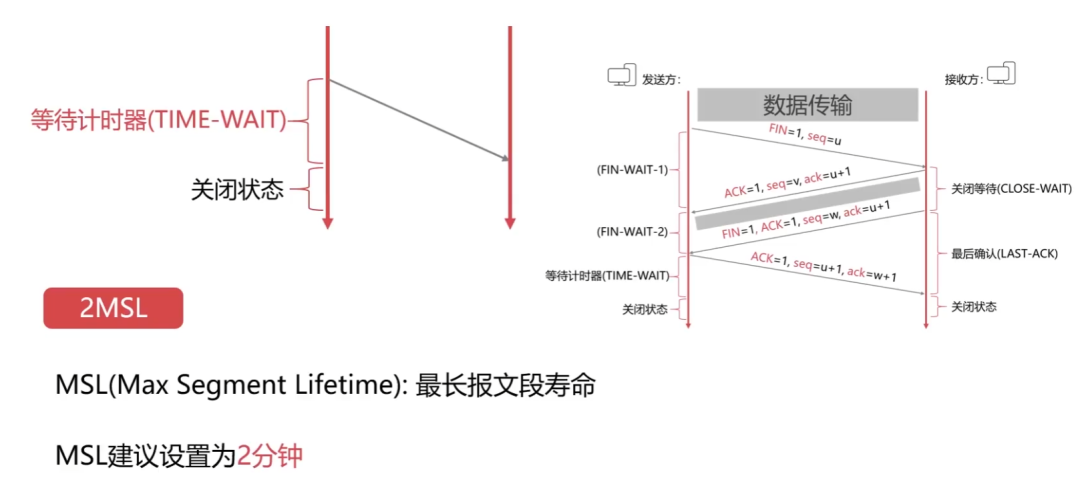 等待计时器(TIME-WAIT)
关闭状态
2MSL
MSL(Max Segment Lifetime): 最长报文段寿命
MSL建议设置为2分钟
发送方:
接收方:
数据传输
FIN=1, seq=u
(FIN-WAIT-1)
ACK=1, seq=v, ack=u+1
关闭等待(CLOSE-WAIT)
(FIN-WAIT-2)
FIN=1, ACK=1, seq=w, ack=u+1
最后确认(LAST-ACK)
ACK=1, seq=u+1, ack=w+1
等待计时器(TIME-WAIT)
关闭状态
关闭状态